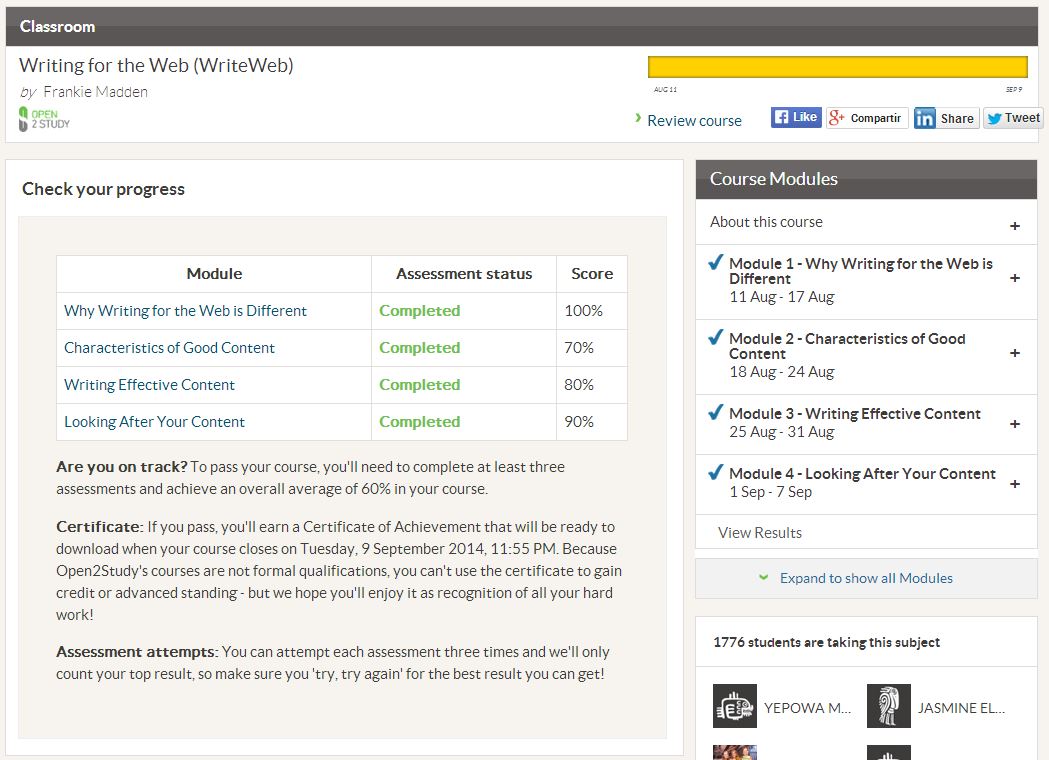 Classroom
Writing for the Web (WriteWeb)
by Frankie Madden
OPEN
2 STUDY
AUG 11
SEP 9
Review course
Like
Compartir
Share
Tweet
Check your progress
Module Assessment status Score
Why Writing for the Web is Different Completed 100%
Characteristics of Good Content Completed 70%
Writing Effective Content Completed 80%
Looking After Your Content Completed 90%
Are you on track? To pass your course, you'll need to complete at least three
assessments and achieve an overall average of 60% in your course.
Certificate: If you pass, you'll earn a Certificate of Achievement that will be ready to
download when your course closes on Tuesday, 9 September 2014, 11:55 PM. Because
Open2Study's courses are not formal qualifications, you can't use the certificate to gain
credit or advanced standing - but we hope you'll enjoy it as recognition of all your hard
work!
Assessment attempts: You can attempt each assessment three times and we'll only
count your top result, so make sure you 'try, try again' for the best result you can get!
Course Modules
About this course +
Module 1 - Why Writing for the Web is
Different +
11 Aug - 17 Aug
Module 2 - Characteristics of Good
Content +
18 Aug - 24 Aug
Module 3 - Writing Effective Content +
25 Aug - 31 Aug
Module 4 - Looking After Your Content +
1 Sep - 7 Sep
View Results
Expand to show all Modules
1776 students are taking this subject
YEPOWA M...
JASMINE EL...